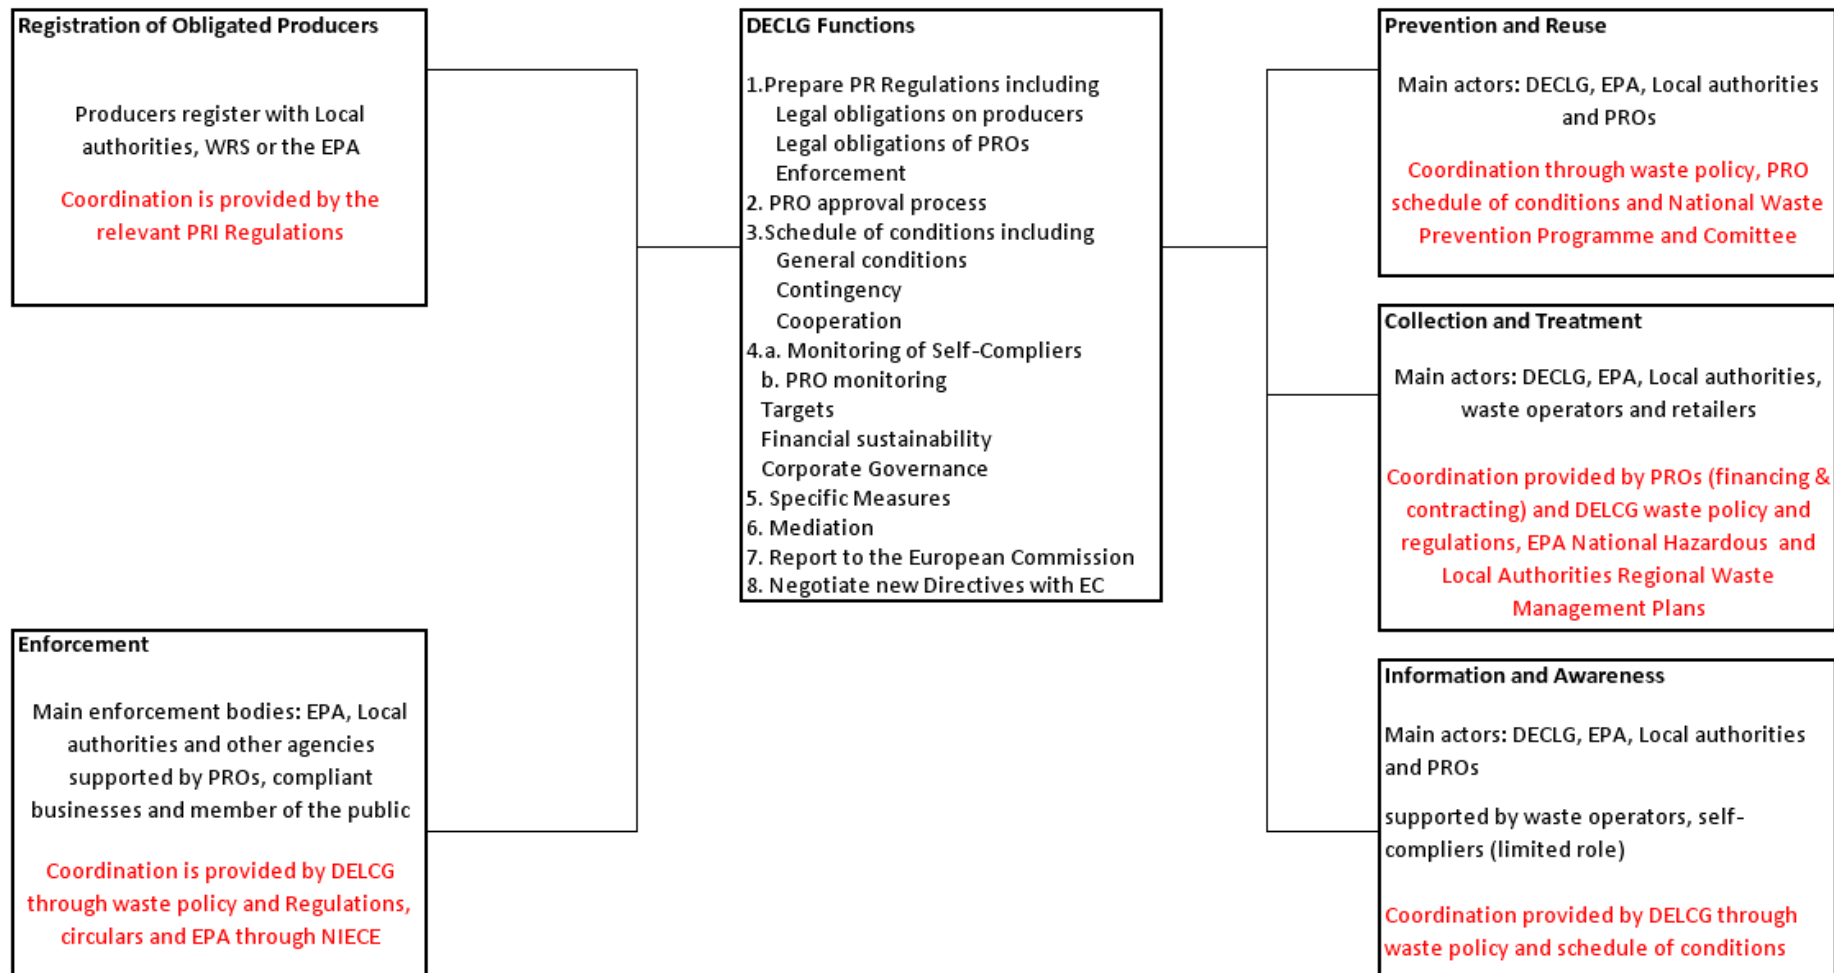 Registration of Obligated Producers
Producers register with Local
authorities, WRS or the EPA
Coordination is provided by the
relevant PRI Regulations
Enforcement
Main enforcement bodies: EPA, Local
authorities and other agencies
supported by PROs, compliant
businesses and member of the public
Coordination is provided by DELCG
through waste policy and Regulations,
circulars and EPA through NIECE
DECLG Functions
1.Prepare PR Regulations including
Legal obligations on producers
Legal obligations of PROs
Enforcement
2. PRO approval process
3.Schedule of conditions including
General conditions
Contingency
Cooperation
4.a. Monitoring of Self-Compliers
b. PRO monitoring
Targets
Financial sustainability
Corporate Governance
5. Specific Measures
6. Mediation
7. Report to the European Commission
8. Negotiate new Directives with EC
Prevention and Reuse
Main actors: DECLG, EPA, Local authorities
and PROs
Coordination through waste policy, PRO
schedule of conditions and National Waste
Prevention Programme and Comittee
Collection and Treatment
Main actors: DECLG, EPA, Local authorities,
waste operators and retailers
Coordination provided by PROs (financing &
contracting) and DELCG waste policy and
regulations, EPA National Hazardous and
Local Authorities Regional Waste
Management Plans
Information and Awareness
Main actors: DECLG, EPA, Local authorities
and PROs
supported by waste operators, self-
compliers (limited role)
Coordination provided by DELCG through
waste policy and schedule of conditions